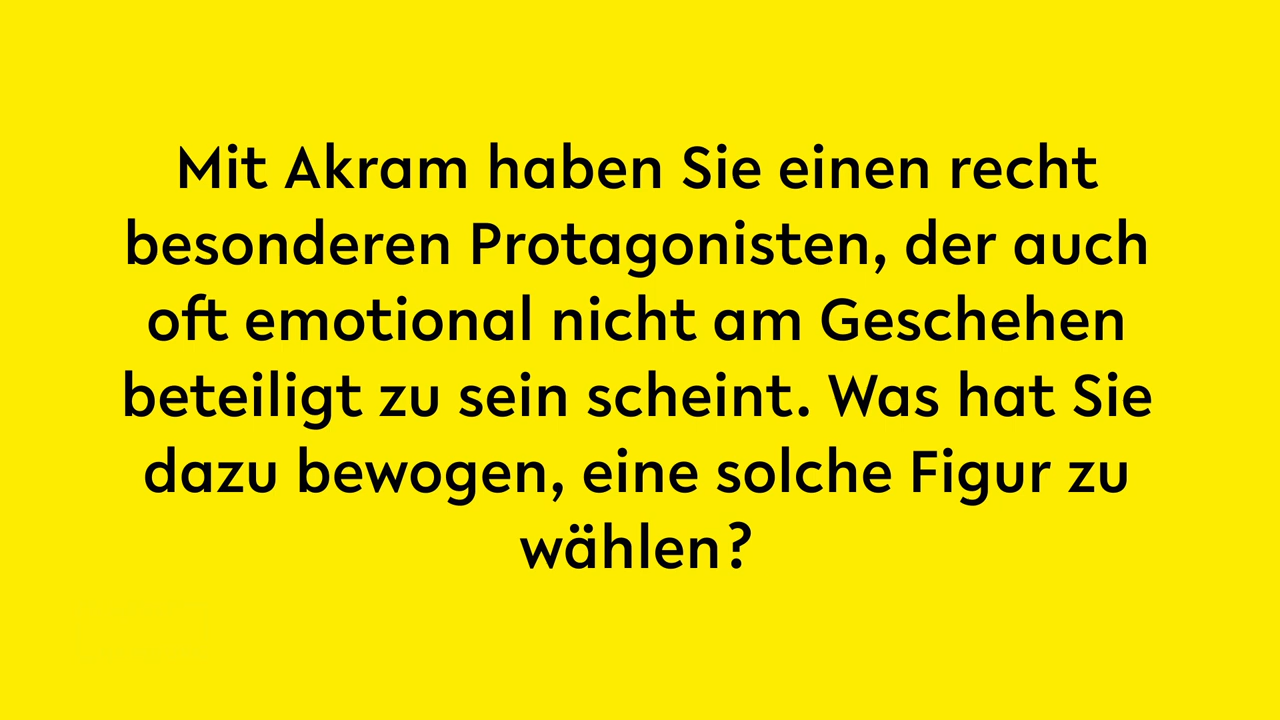 Mit Akram haben Sie einen recht
besonderen Protagonisten, der auch
oft emotional nicht am Geschehen
beteiligt zu sein scheint. Was hat Sie
dazu bewogen, eine solche Figur zu
wählen?